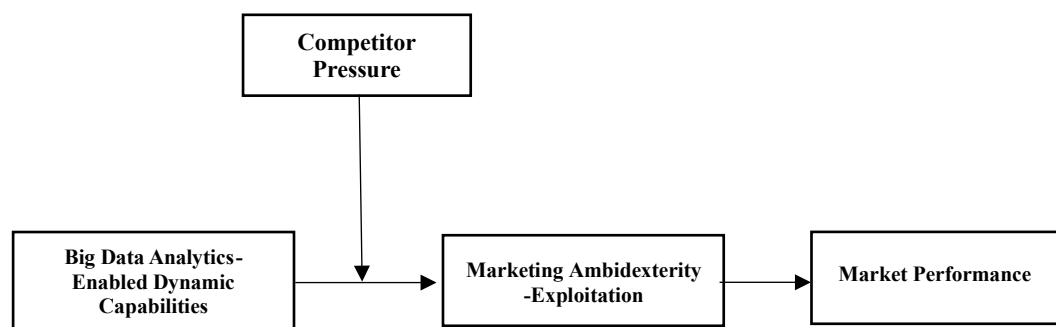 Competitor
Pressure
Big Data Analytics-
Enabled Dynamic
Capabilities
Marketing Ambidexterity
-Exploitation
Market Performance